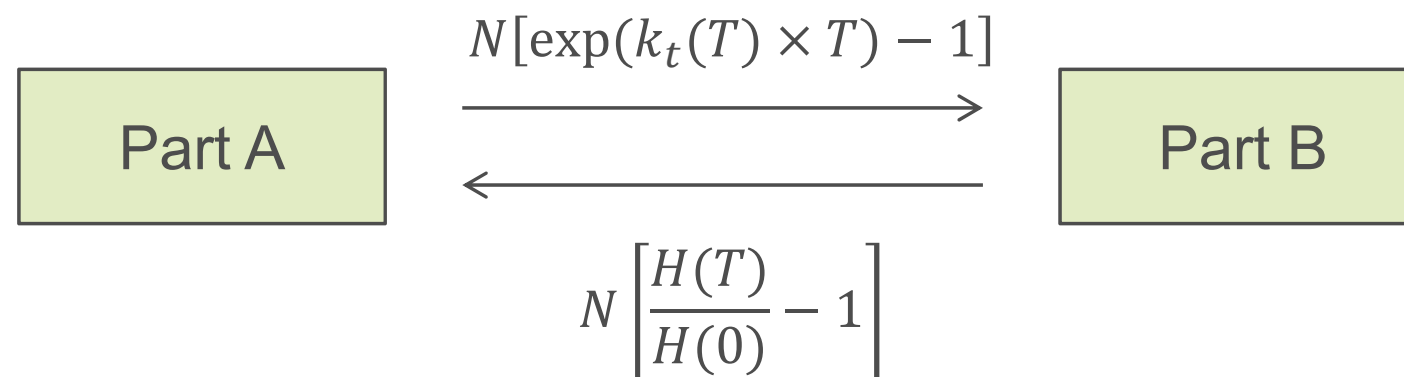 N[exp(k_t(T) × T) − 1]
Part A
Part B
N[H(T)/H(0) − 1]